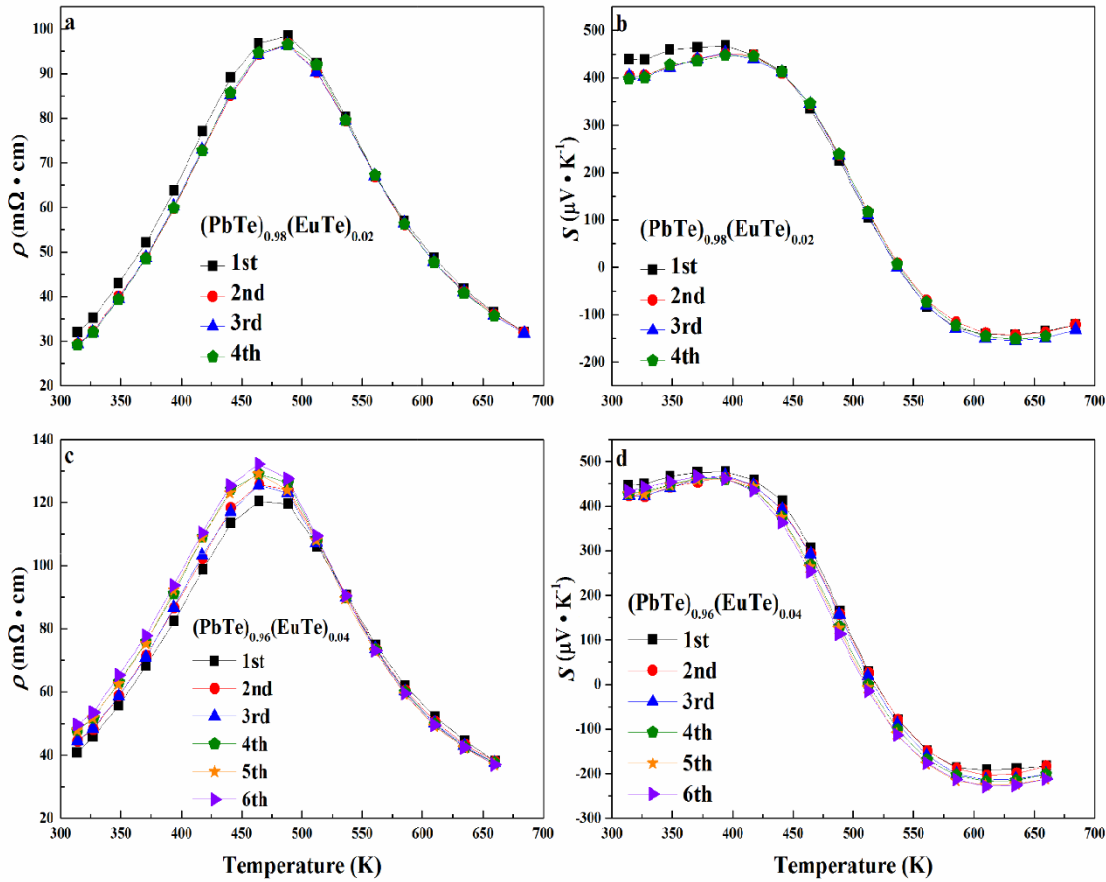 a
140
120
100
80
60
40
20
ρ (mΩ • cm)
(PbTe)0.98(EuTe)0.02
1st
2nd
3rd
4th
300 350 400 450 500 550 600 650 700
b
500
400
300
200
100
0
-100
-200
S (µV • K-1)
(PbTe)0.98(EuTe)0.02
1st
2nd
3rd
4th
300 350 400 450 500 550 600 650 700
c
140
120
100
80
60
40
20
ρ (mΩ • cm)
(PbTe)0.96(EuTe)0.04
1st
2nd
3rd
4th
5th
6th
300 350 400 450 500 550 600 650 700
Temperature (K)
d
500
400
300
200
100
0
-100
-200
-300
S (µV • K-1)
(PbTe)0.96(EuTe)0.04
1st
2nd
3rd
4th
5th
6th
300 350 400 450 500 550 600 650 700
Temperature (K)